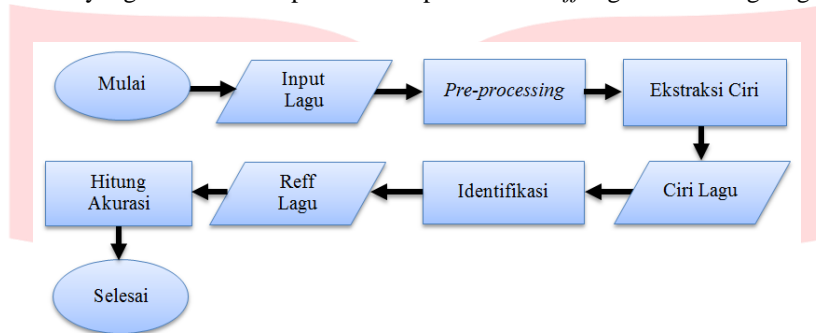 Mulai
Input
Lagu
Pre-processing
Ekstraksi Ciri
Hitung
Akurasi
Reff
Lagu
Identifikasi
Ciri Lagu
Selesai